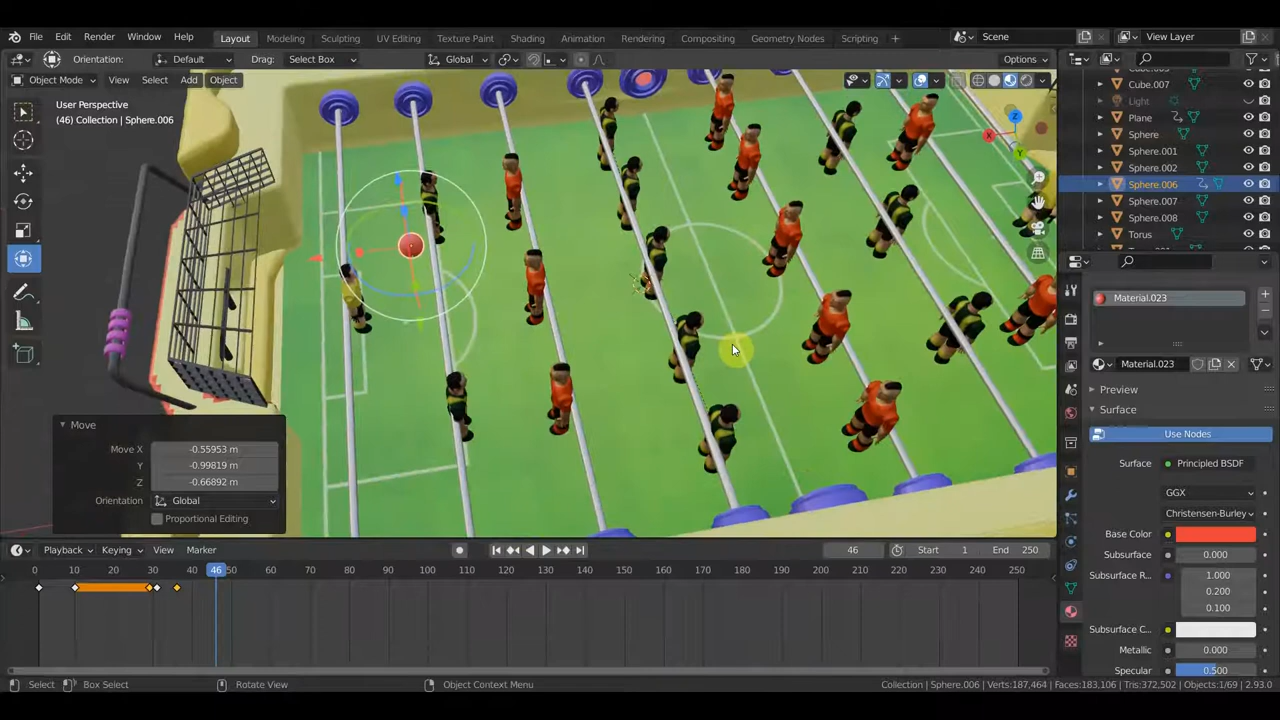 File Edit Render Window Help Layout Modeling Sculpting UV Editing Texture Paint Shading Animation Rendering Compositing Geometry Nodes Scripting + Scene View Layer
Orientation: Default Drag: Select Box Global Options
Object Mode View Select Add Object
User Perspective
(46) Collection | Sphere.006
Z
X
Y
Cube.007
Light
Plane
Sphere
Sphere.001
Sphere.002
Sphere.006
Sphere.007
Sphere.008
Torus
Material.023
Material.023
Preview
Surface
Use Nodes
Surface Principled BSDF
GGX
Christensen-Burley
Base Color
Subsurface 0.000
Subsurface R... 1.000
0.200
0.100
Subsurface C...
Metallic 0.000
Specular 0.500
Move
Move X -0.55953 m
Y -0.99819 m
Z -0.66892 m
Orientation Global
Proportional Editing
Playback Keying View Marker 46 Start 1 End 250
0 10 20 30 40 46 50 60 70 80 90 100 110 120 130 140 150 160 170 180 190 200 210 220 230 240 250
Select Box Select Rotate View Object Context Menu Collection | Sphere.006 | Verts:187,464 | Faces:183,106 | Tris:372,502 | Objects:1/69 | 2.93.0